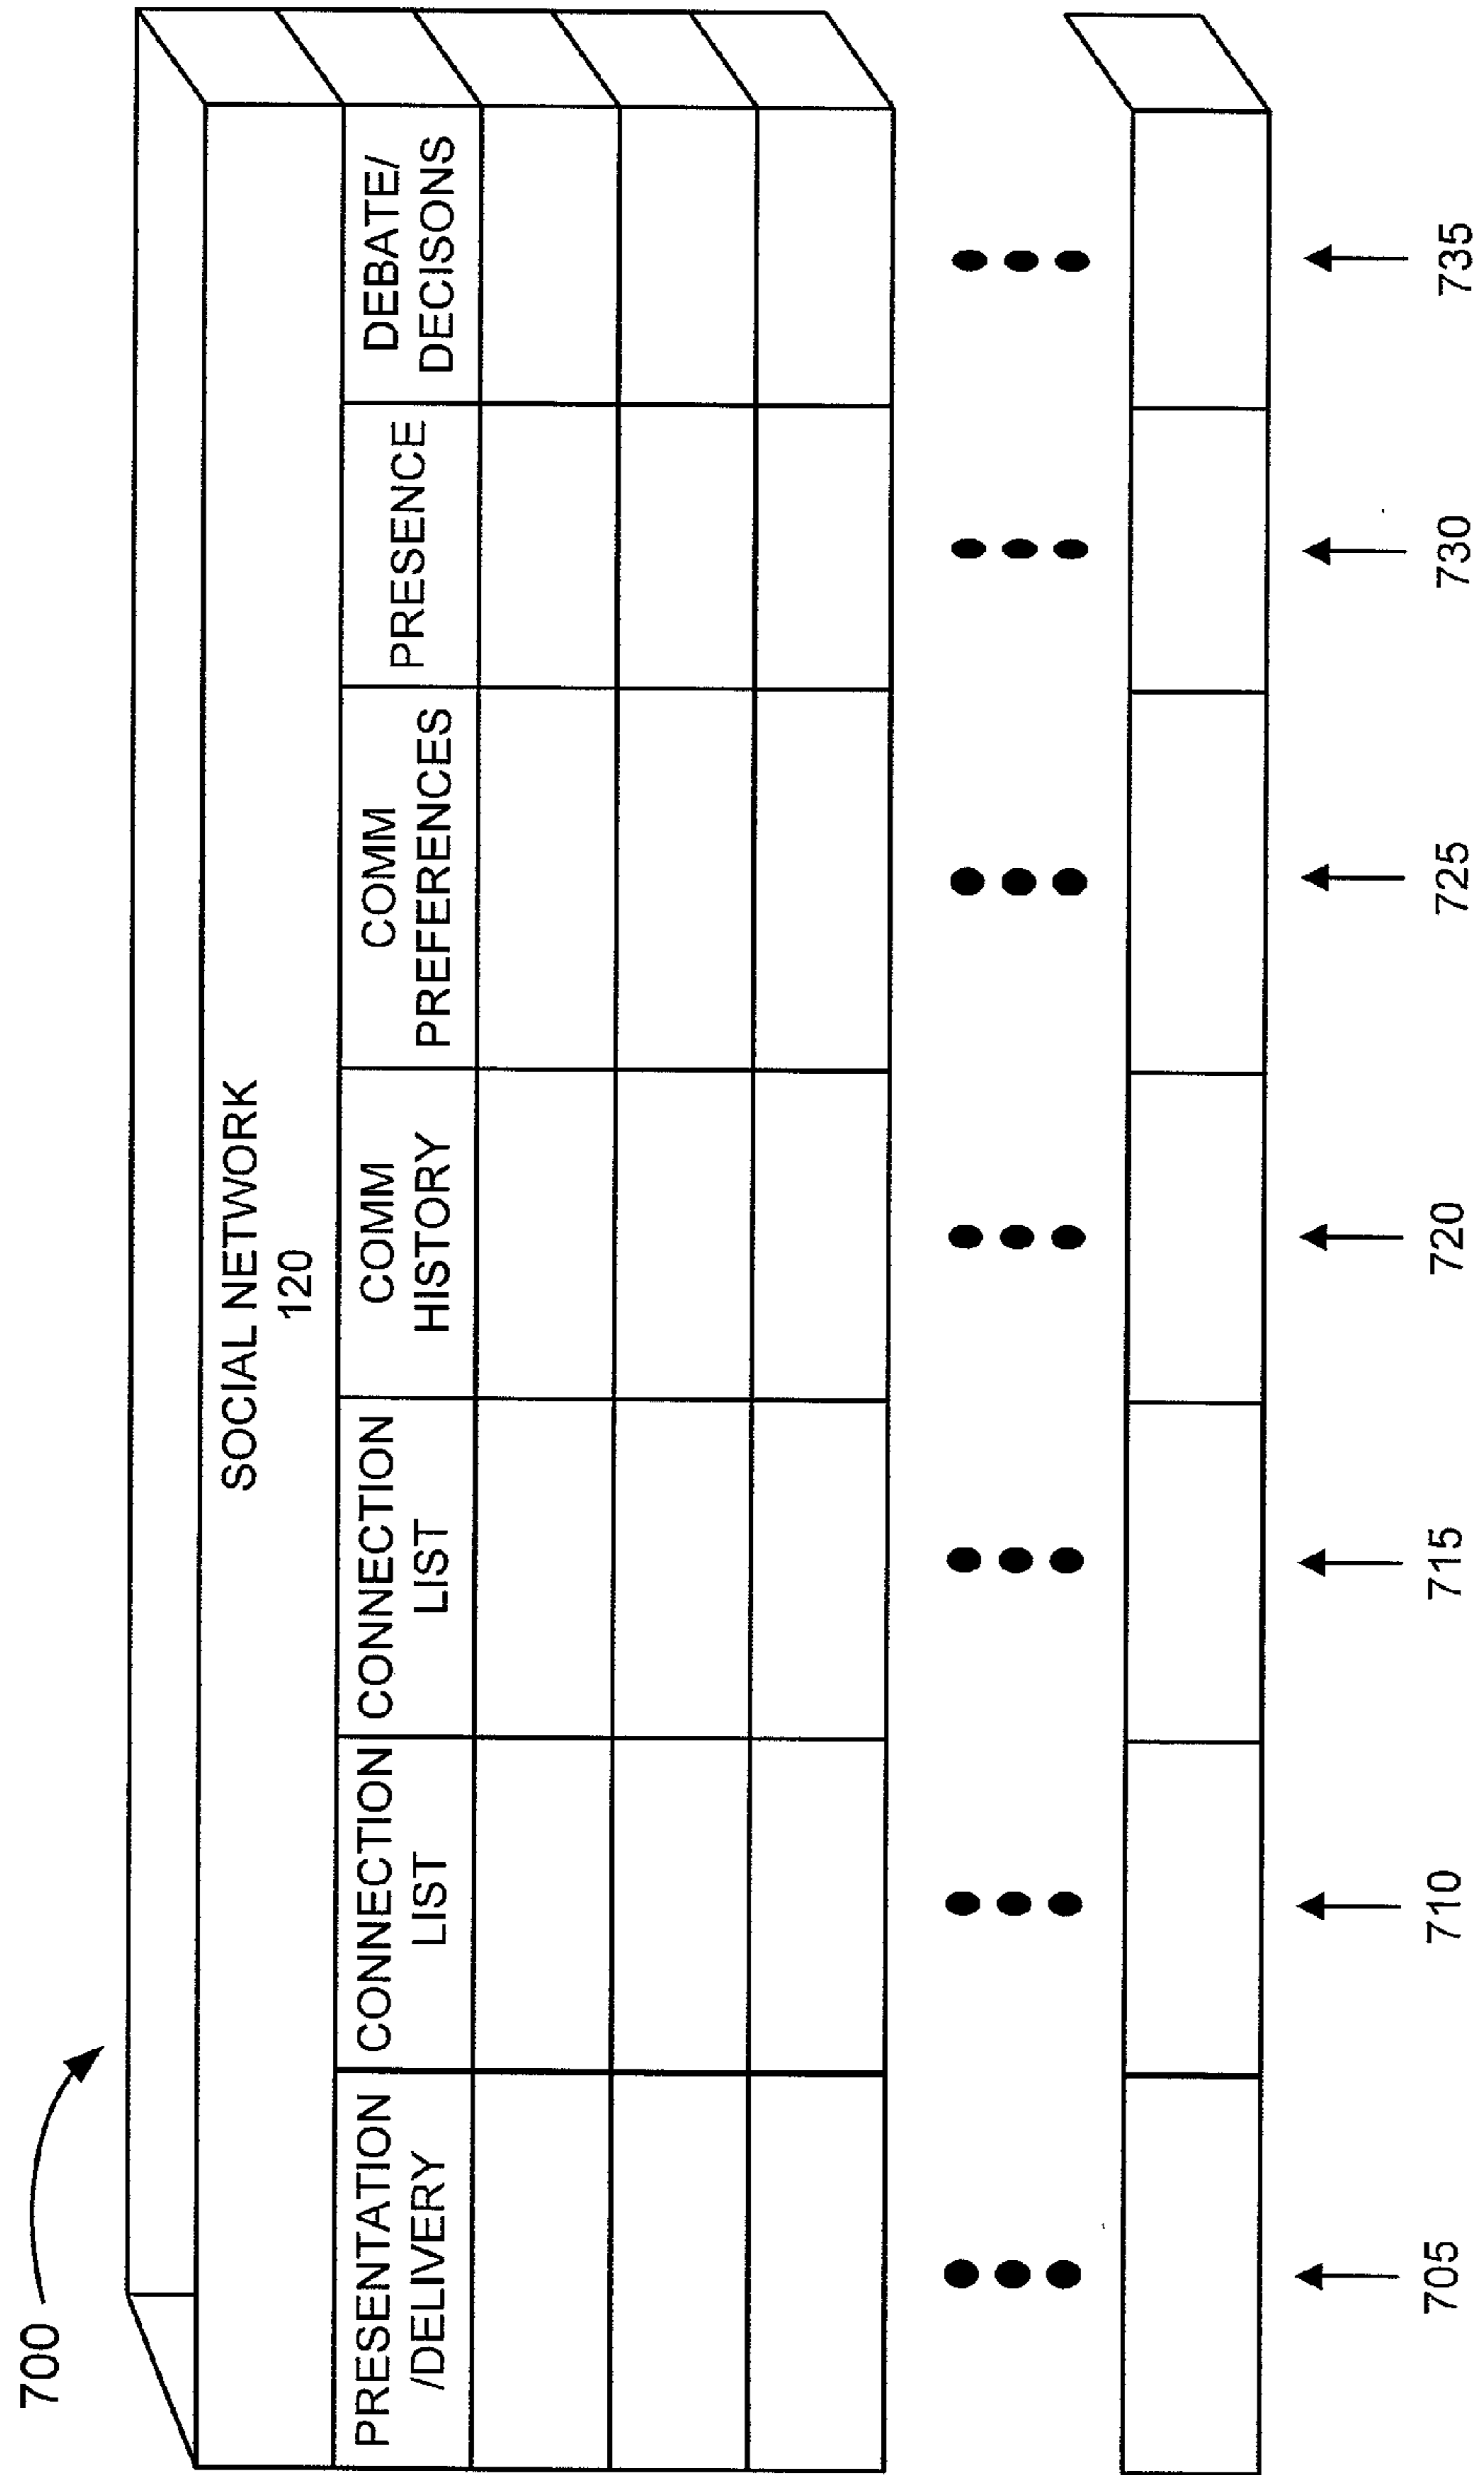 700
SOCIAL NETWORK
120
PRESENTATION
/DELIVERY
CONNECTION
LIST
CONNECTION
LIST
COMM
HISTORY
COMM
PREFERENCES
PRESENCE
DEBATE/
DECISONS
705
710
715
720
725
730
735